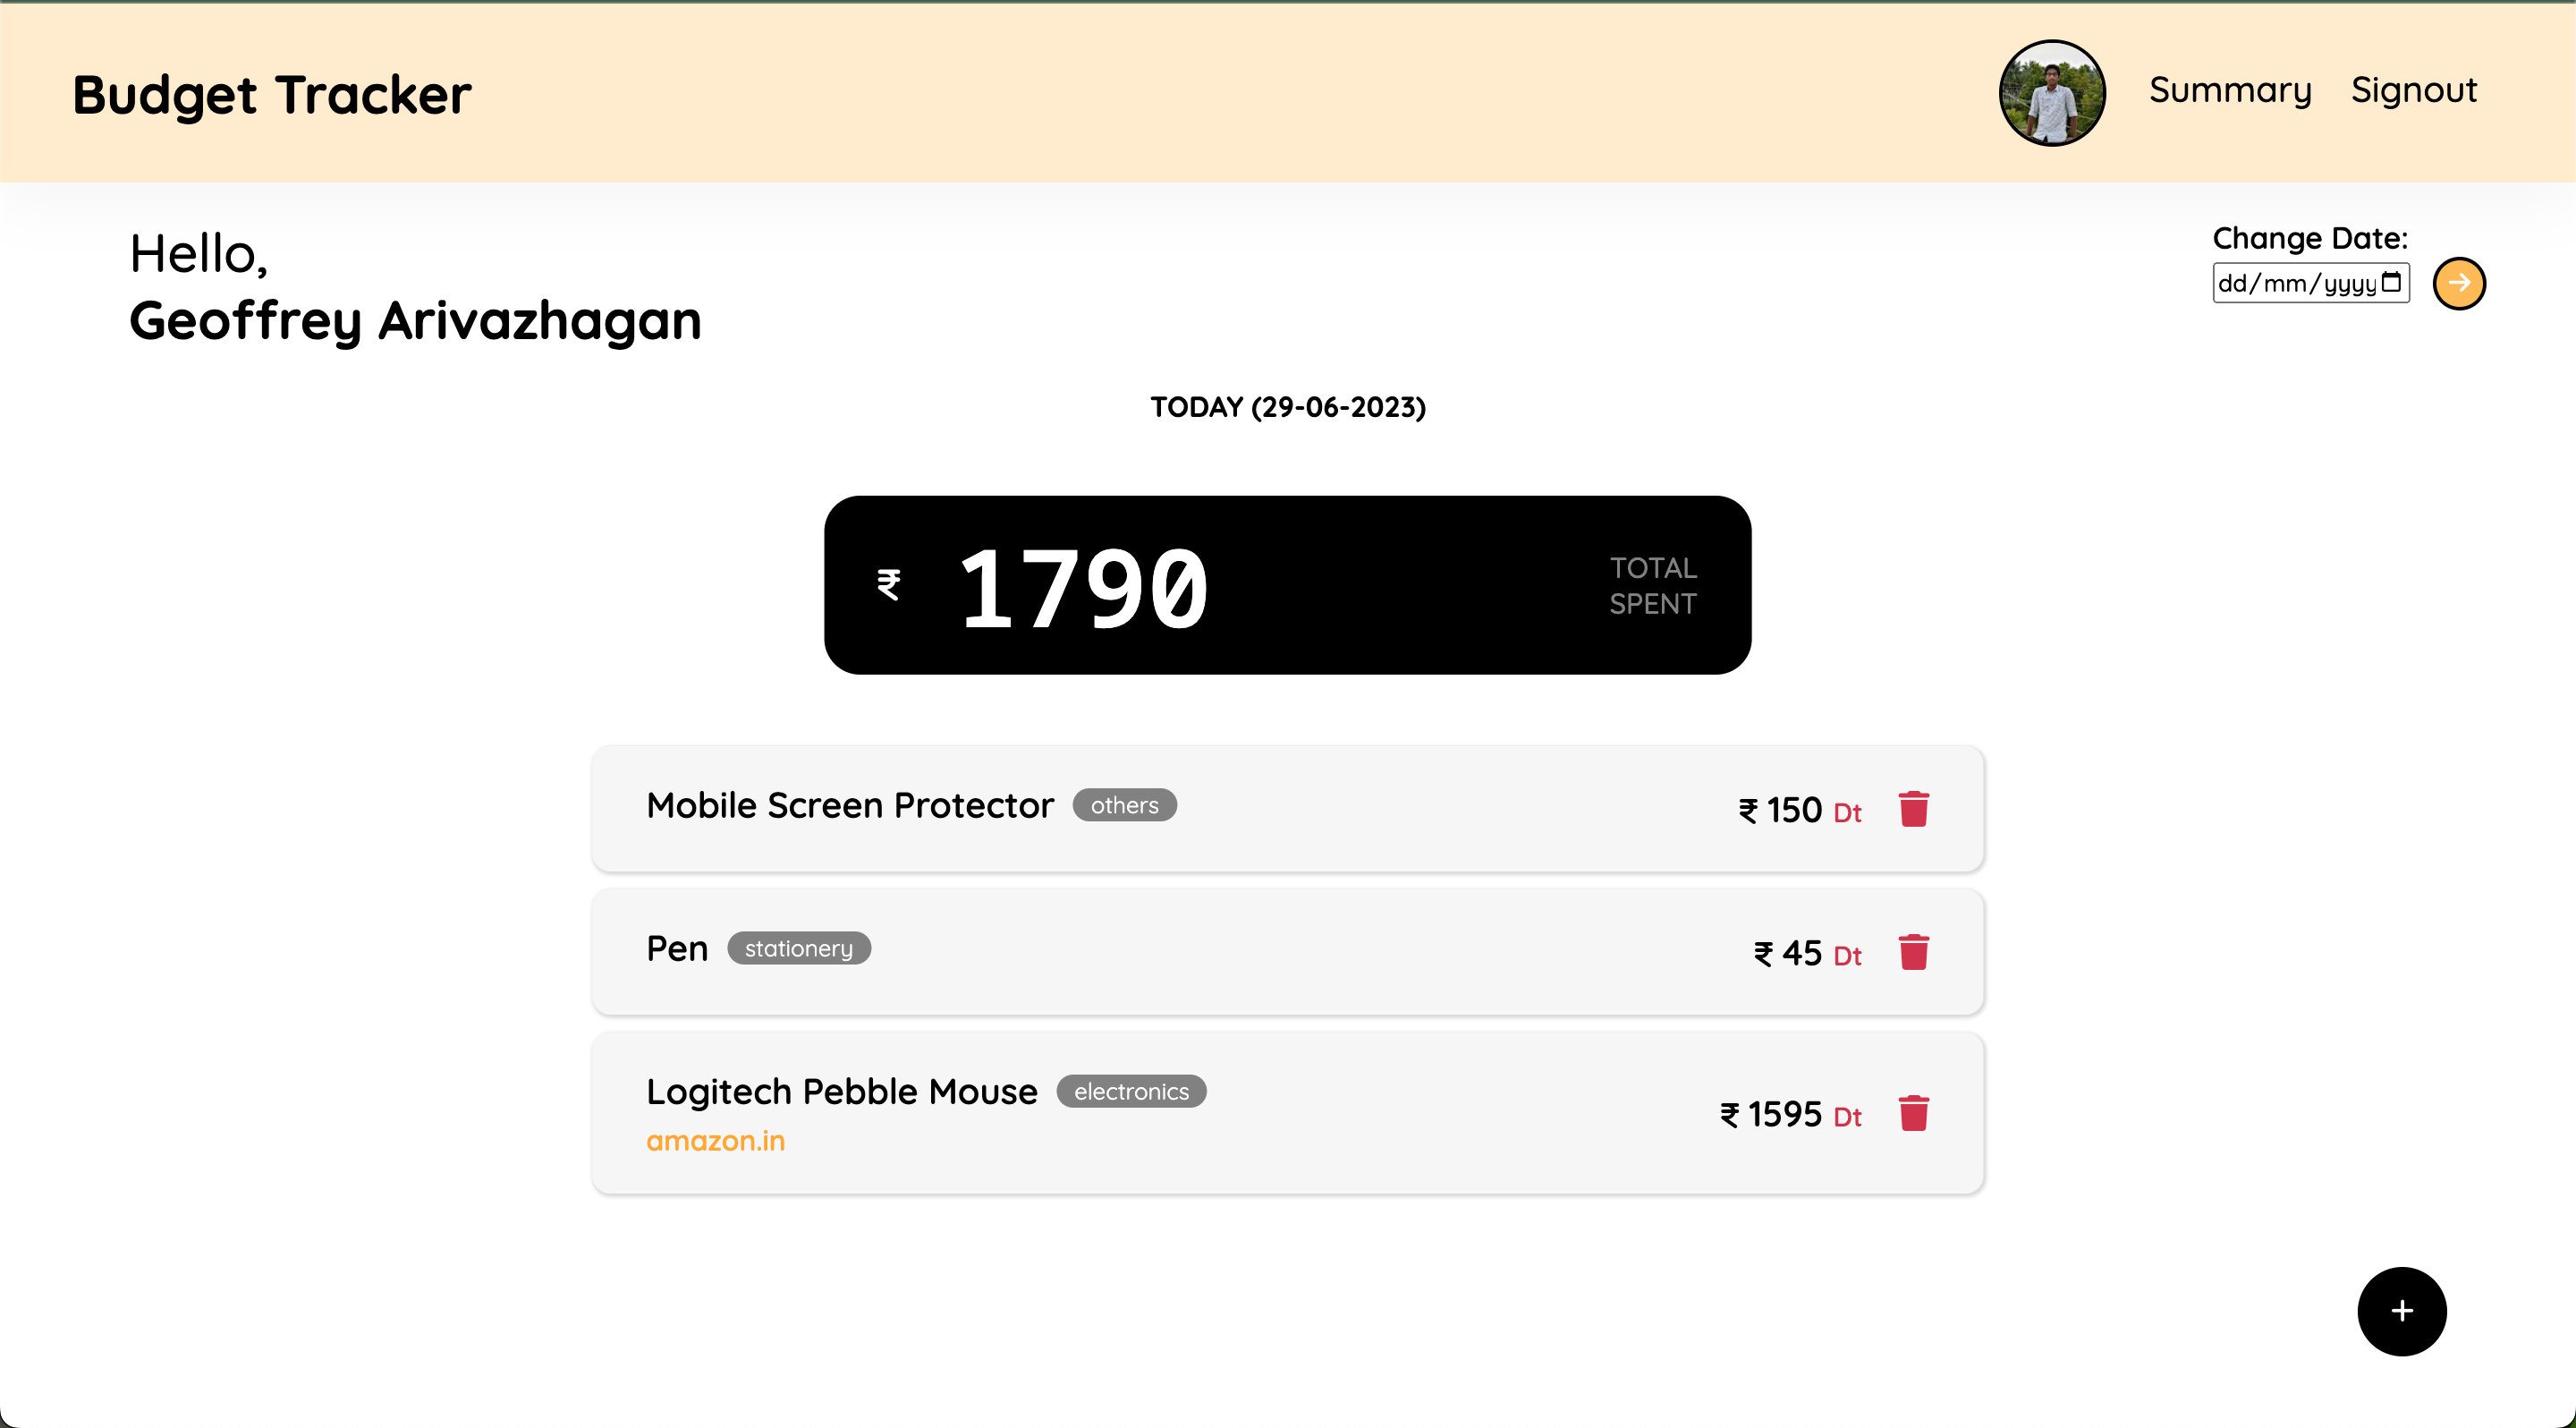 Budget Tracker
Summary Signout
Hello,
Geoffrey Arivazhagan
Change Date:
dd/mm/yyyy
TODAY (29-06-2023)
₹ 1790
TOTAL
SPENT
Mobile Screen Protector others ₹ 150 Dt
Pen stationery ₹ 45 Dt
Logitech Pebble Mouse electronics ₹ 1595 Dt
amazon.in
+